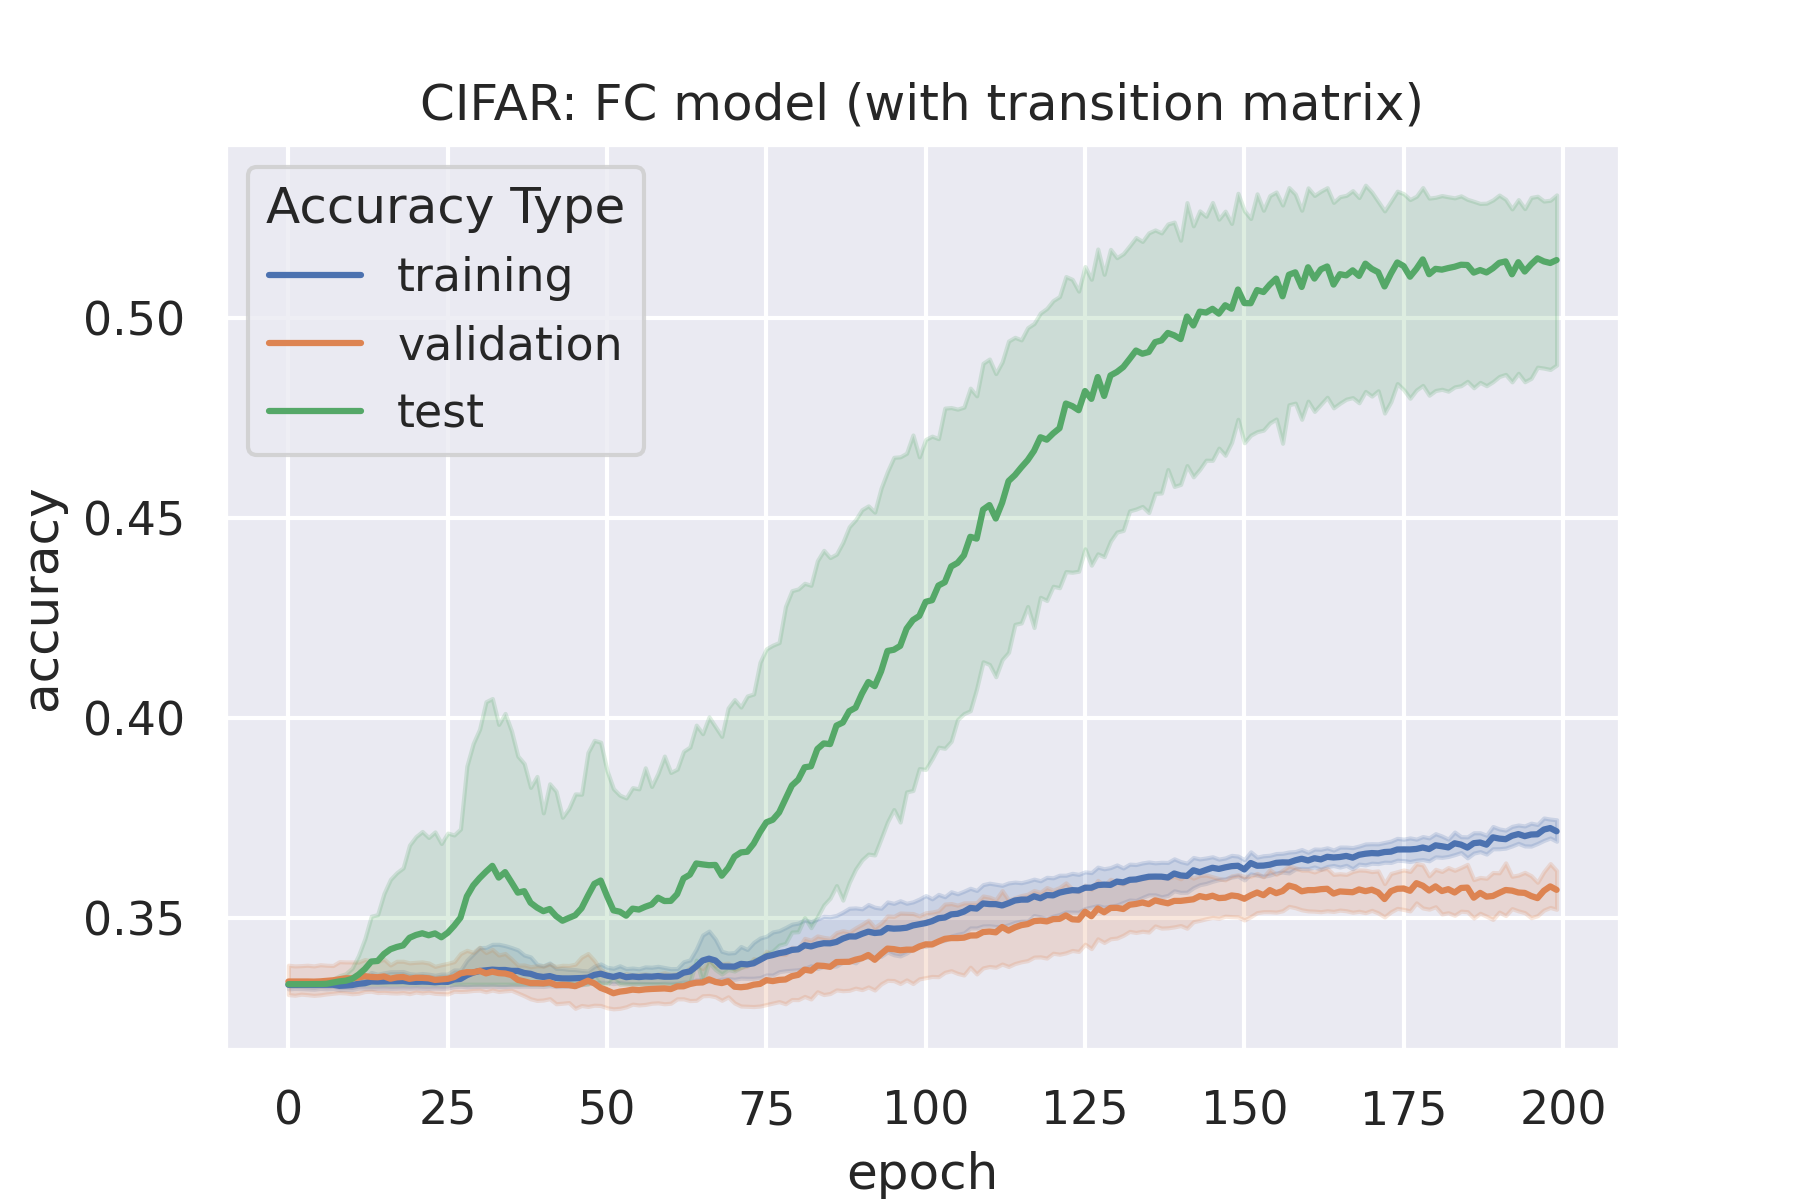 CIFAR: FC model (with transition matrix)
Accuracy Type
training
validation
test
accuracy
0.50
0.45
0.40
0.35
0 25 50 75 100 125 150 175 200
epoch